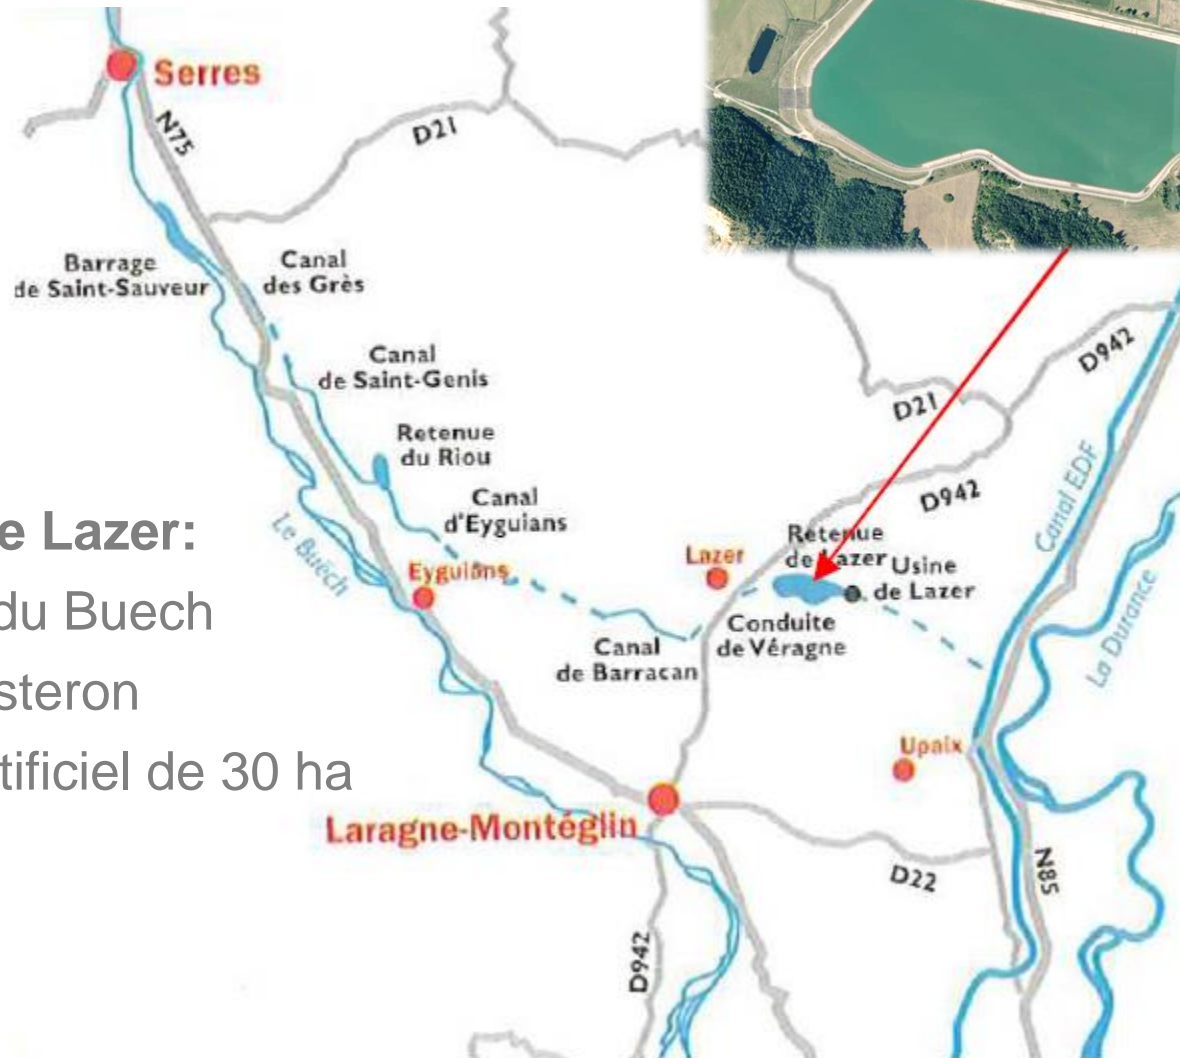 Serres
N75
D21
Barrage
de Saint-Sauveur
Canal
des Grès
Canal
de Saint-Genis
Retenue
du Riou
Canal
d'Eyguians
D942
D21
D942
Canal EDF
Le Buëch
Eyguians
Lazer
Retenue
de Lazer
Usine
de Lazer
Conduite
de Véragne
Canal
de Barracan
La Durance
e Lazer:
du Buech
steron
tificiel de 30 ha
Upaix
Laragne-Montéglin
D22
N85
D942